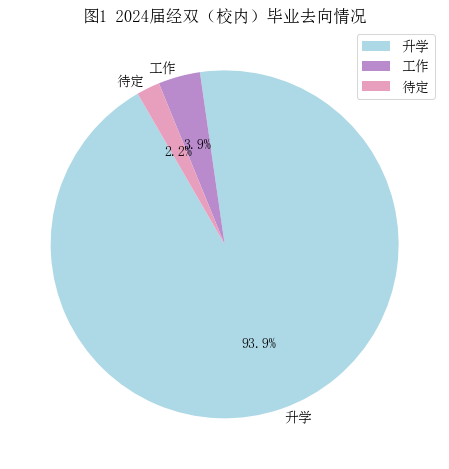 图1 2024届经双（校内）毕业去向情况
升学
工作
待定
工作
待定
3.9%
2.2%
93.9%
升学